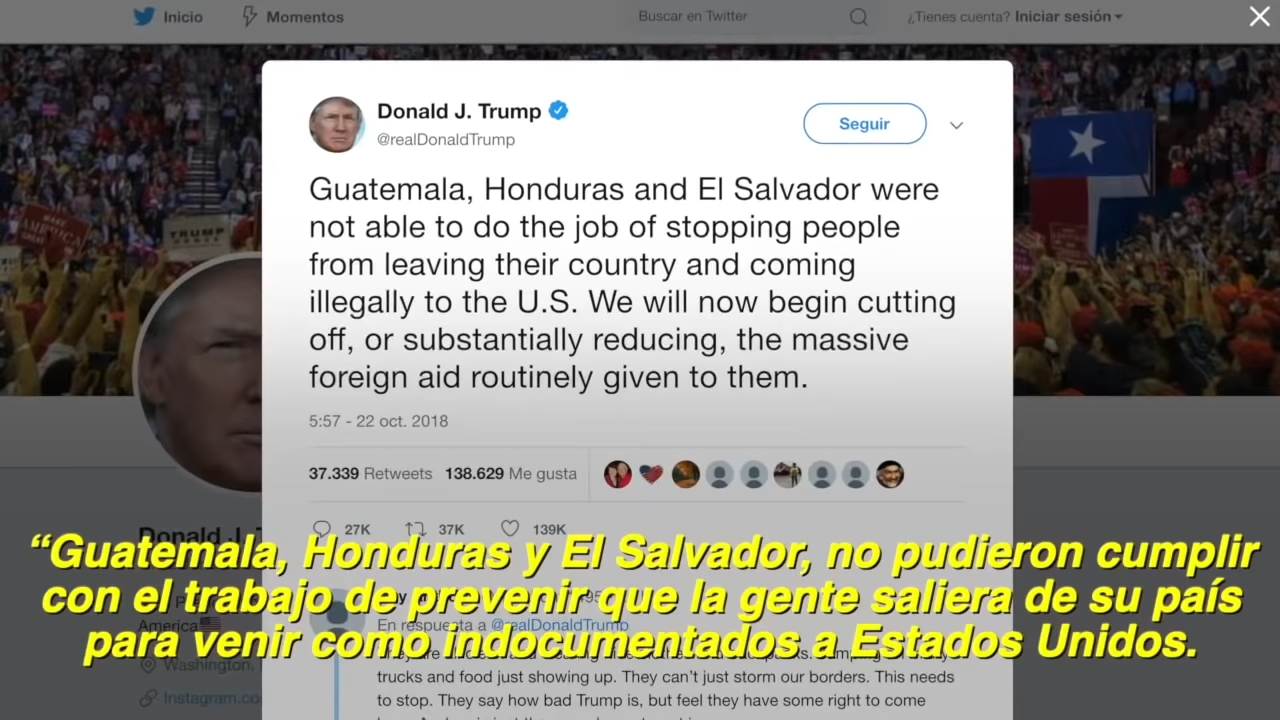 Inicio
Momentos
Buscar en Twitter
¿Tienes cuenta? Iniciar sesión
Donald J. Trump
@realDonaldTrump
Seguir
Guatemala, Honduras and El Salvador were
not able to do the job of stopping people
from leaving their country and coming
illegally to the U.S. We will now begin cutting
off, or substantially reducing, the massive
foreign aid routinely given to them.
5:57 - 22 oct. 2018
37.339 Retweets 138.629 Me gusta
27K 37K 139K
TRUMP
Donald J. T
“Guatemala, Honduras y El Salvador, no pudieron cumplir
con el trabajo de prevenir que la gente saliera de su país
para venir como indocumentados a Estados Unidos.
En respuesta a @realDonaldTrump
America
Washington,
Instagram.co
trucks and food just showing up. They can't just storm our borders. This needs
to stop. They say how bad Trump is, but feel they have some right to come